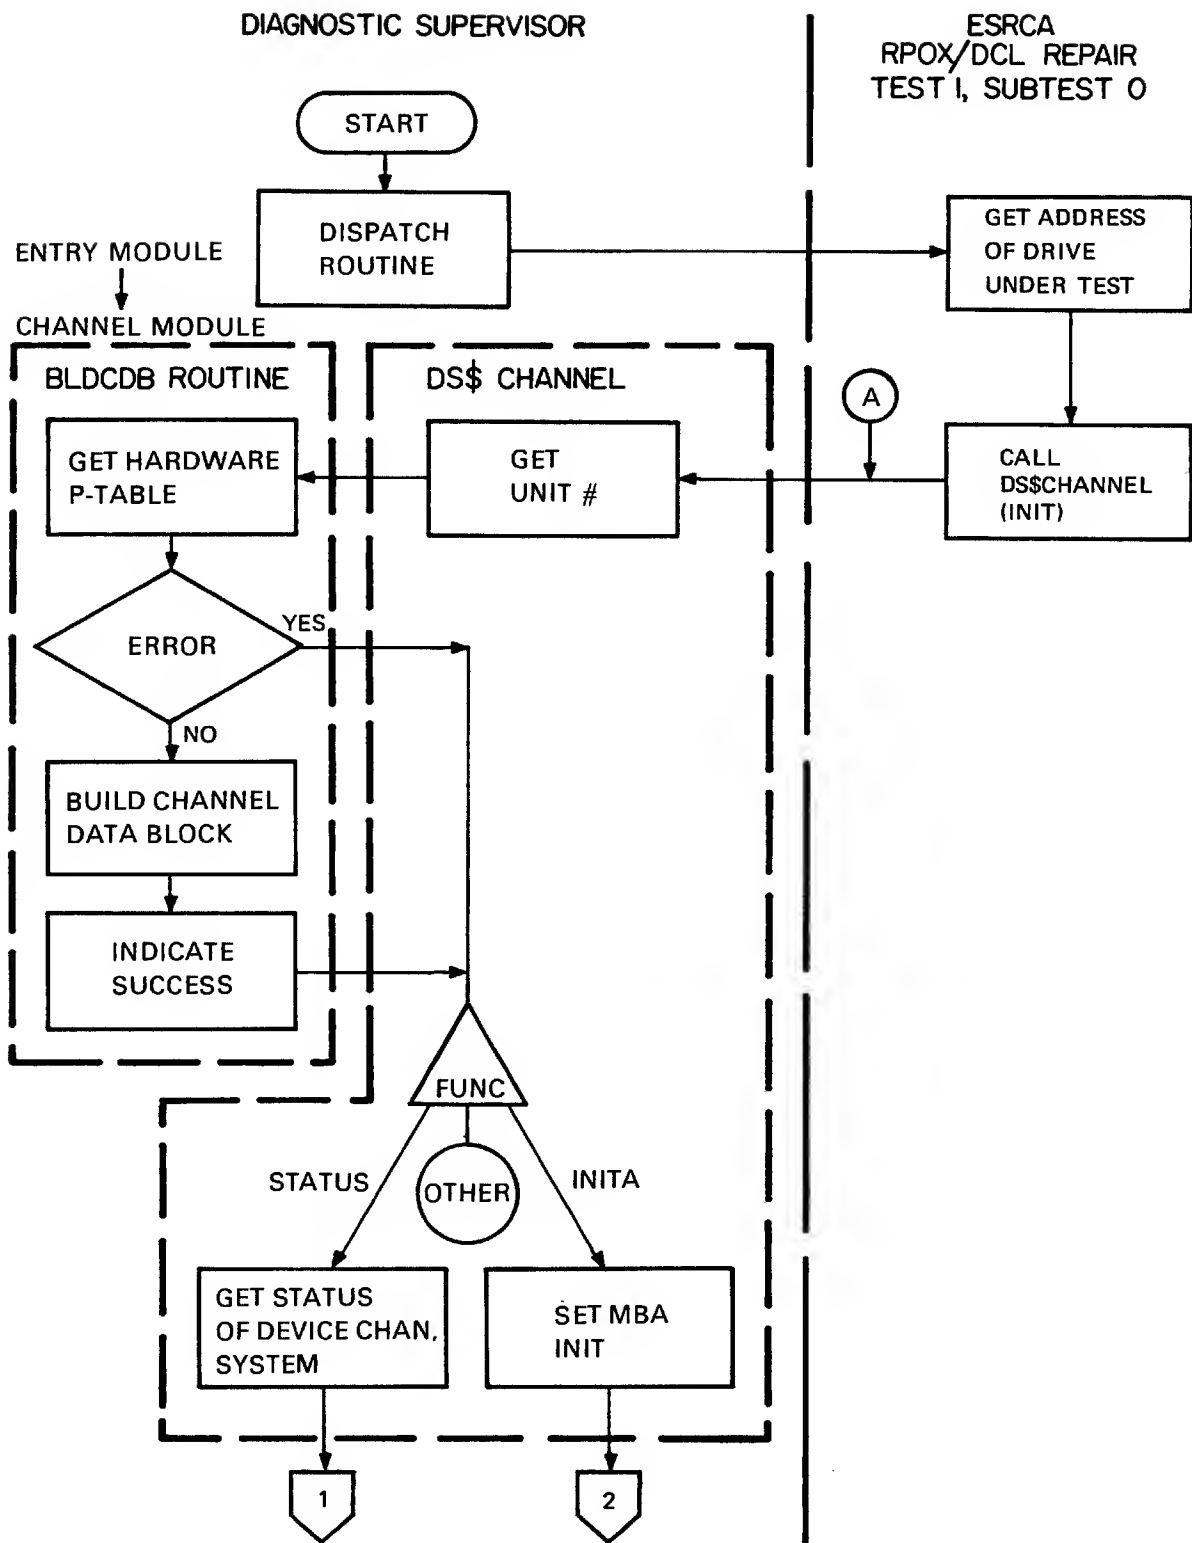 DIAGNOSTIC SUPERVISOR
ESRCA
RPOX/DCL REPAIR
TEST 1, SUBTEST 0
START
DISPATCH
ROUTINE
GET ADDRESS
OF DRIVE
UNDER TEST
ENTRY MODULE
CHANNEL MODULE
BLDCDB ROUTINE
DS$ CHANNEL
A
GET HARDWARE
P-TABLE
GET
UNIT #
CALL
DS$CHANNEL
(INIT)
ERROR
YES
NO
BUILD CHANNEL
DATA BLOCK
INDICATE
SUCCESS
FUNC
STATUS
OTHER
INITA
GET STATUS
OF DEVICE CHAN,
SYSTEM
SET MBA
INIT
1
2